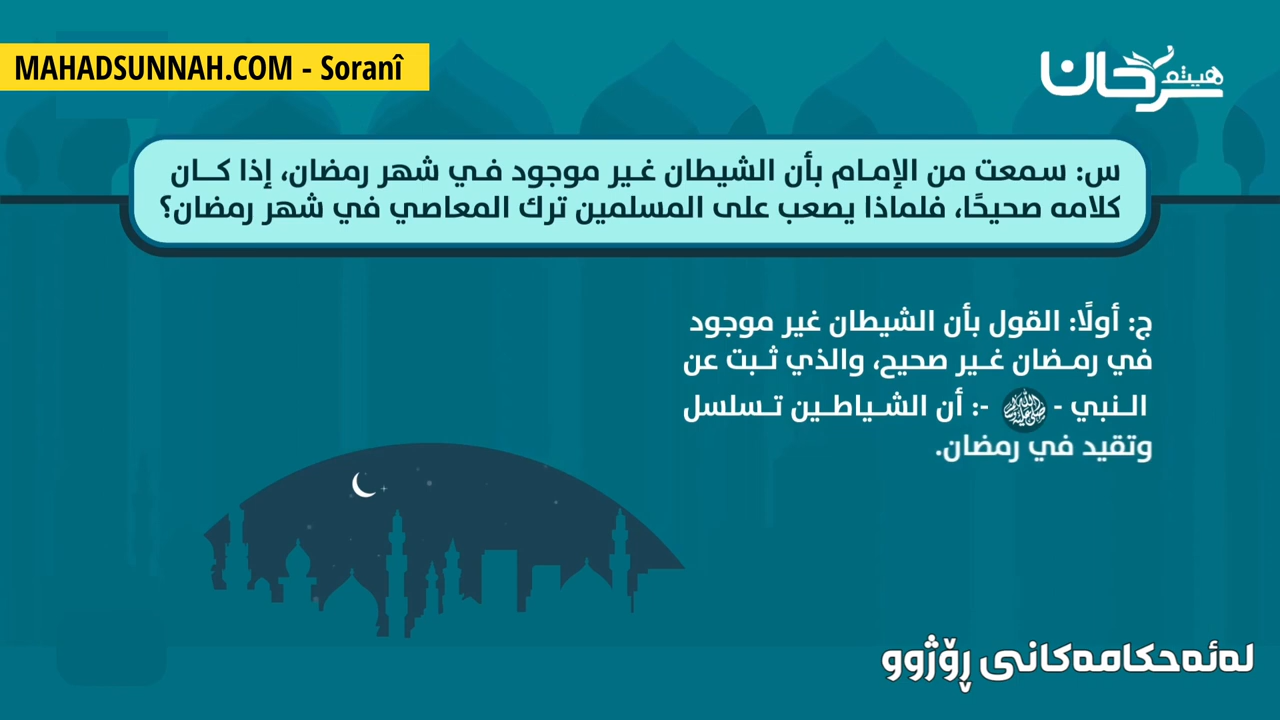 MAHADSUNNAH.COM - Soranî
هيثم سرحان
س: سمعت من الإمام بأن الشيطان غير موجود في شهر رمضان، إذا كان
كلامه صحيحًا، فلماذا يصعب على المسلمين ترك المعاصي في شهر رمضان؟
ج: أولًا: القول بأن الشيطان غير موجود
في رمضان غير صحيح، والذي ثبت عن
النبي - ﷺ -: أن الشياطين تسلسل
وتقيد في رمضان.
لەئەحکامەکانی ڕۆژوو